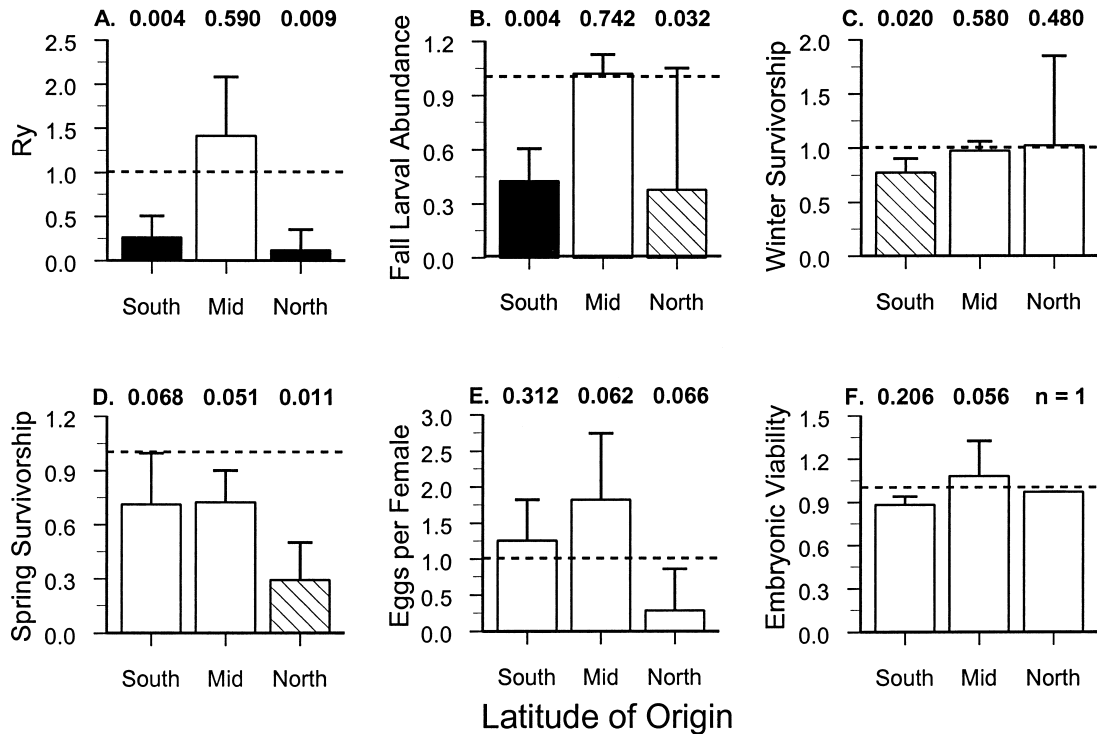 A. 0.004 0.590 0.009
Ry
2.5
2.0
1.5
1.0
0.5
0.0
South Mid North
B. 0.004 0.742 0.032
Fall Larval Abundance
1.2
0.9
0.6
0.3
0.0
South Mid North
C. 0.020 0.580 0.480
Winter Survivorship
2.0
1.5
1.0
0.5
0.0
South Mid North
D. 0.068 0.051 0.011
Spring Survivorship
1.2
0.9
0.6
0.3
0.0
South Mid North
E. 0.312 0.062 0.066
Eggs per Female
3.0
2.5
2.0
1.5
1.0
0.5
0.0
South Mid North
F. 0.206 0.056 n = 1
Embryonic Viability
1.5
1.2
0.9
0.6
0.3
0.0
South Mid North
Latitude of Origin